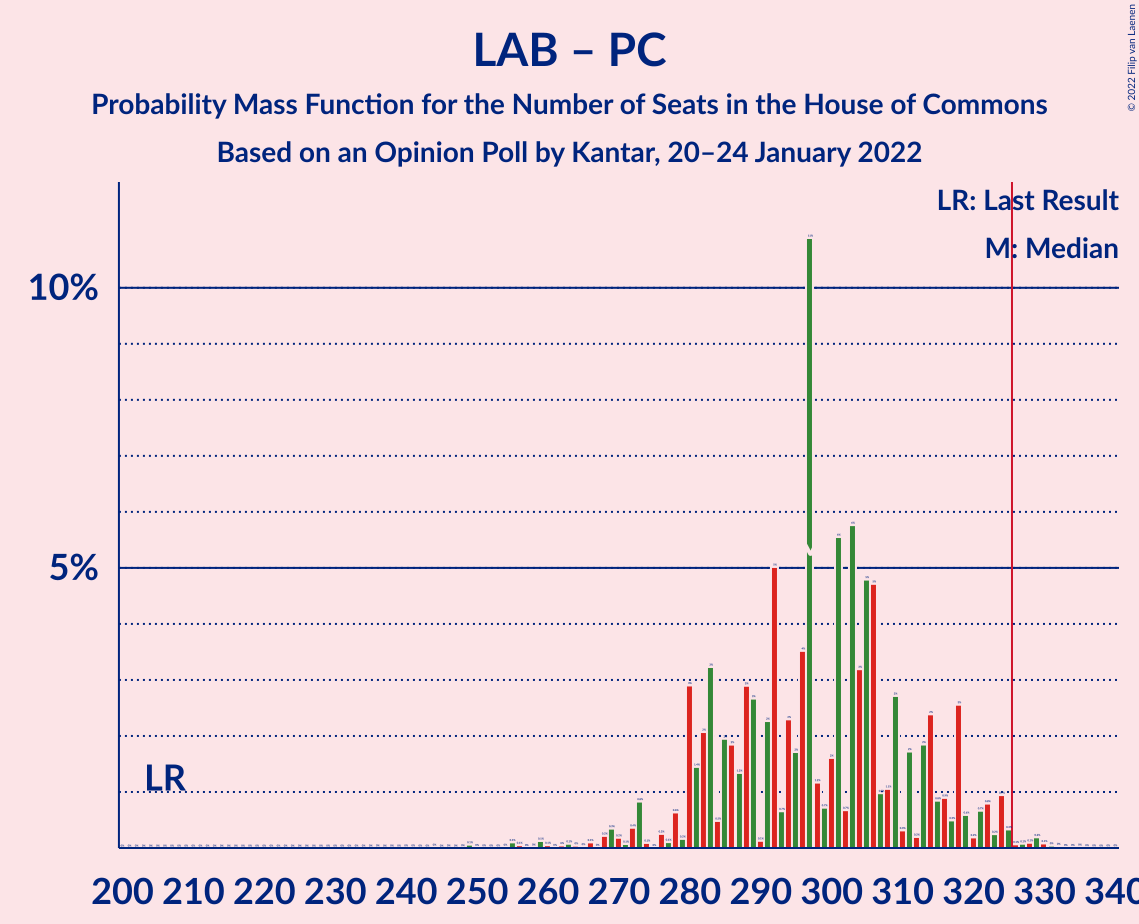 LAB – PC
Probability Mass Function for the Number of Seats in the House of Commons
Based on an Opinion Poll by Kantar, 20–24 January 2022
© 2022 Filip van Laenen
LR: Last Result
M: Median
10%
5%
LR
200 210 220 230 240 250 260 270 280 290 300 310 320 330 340